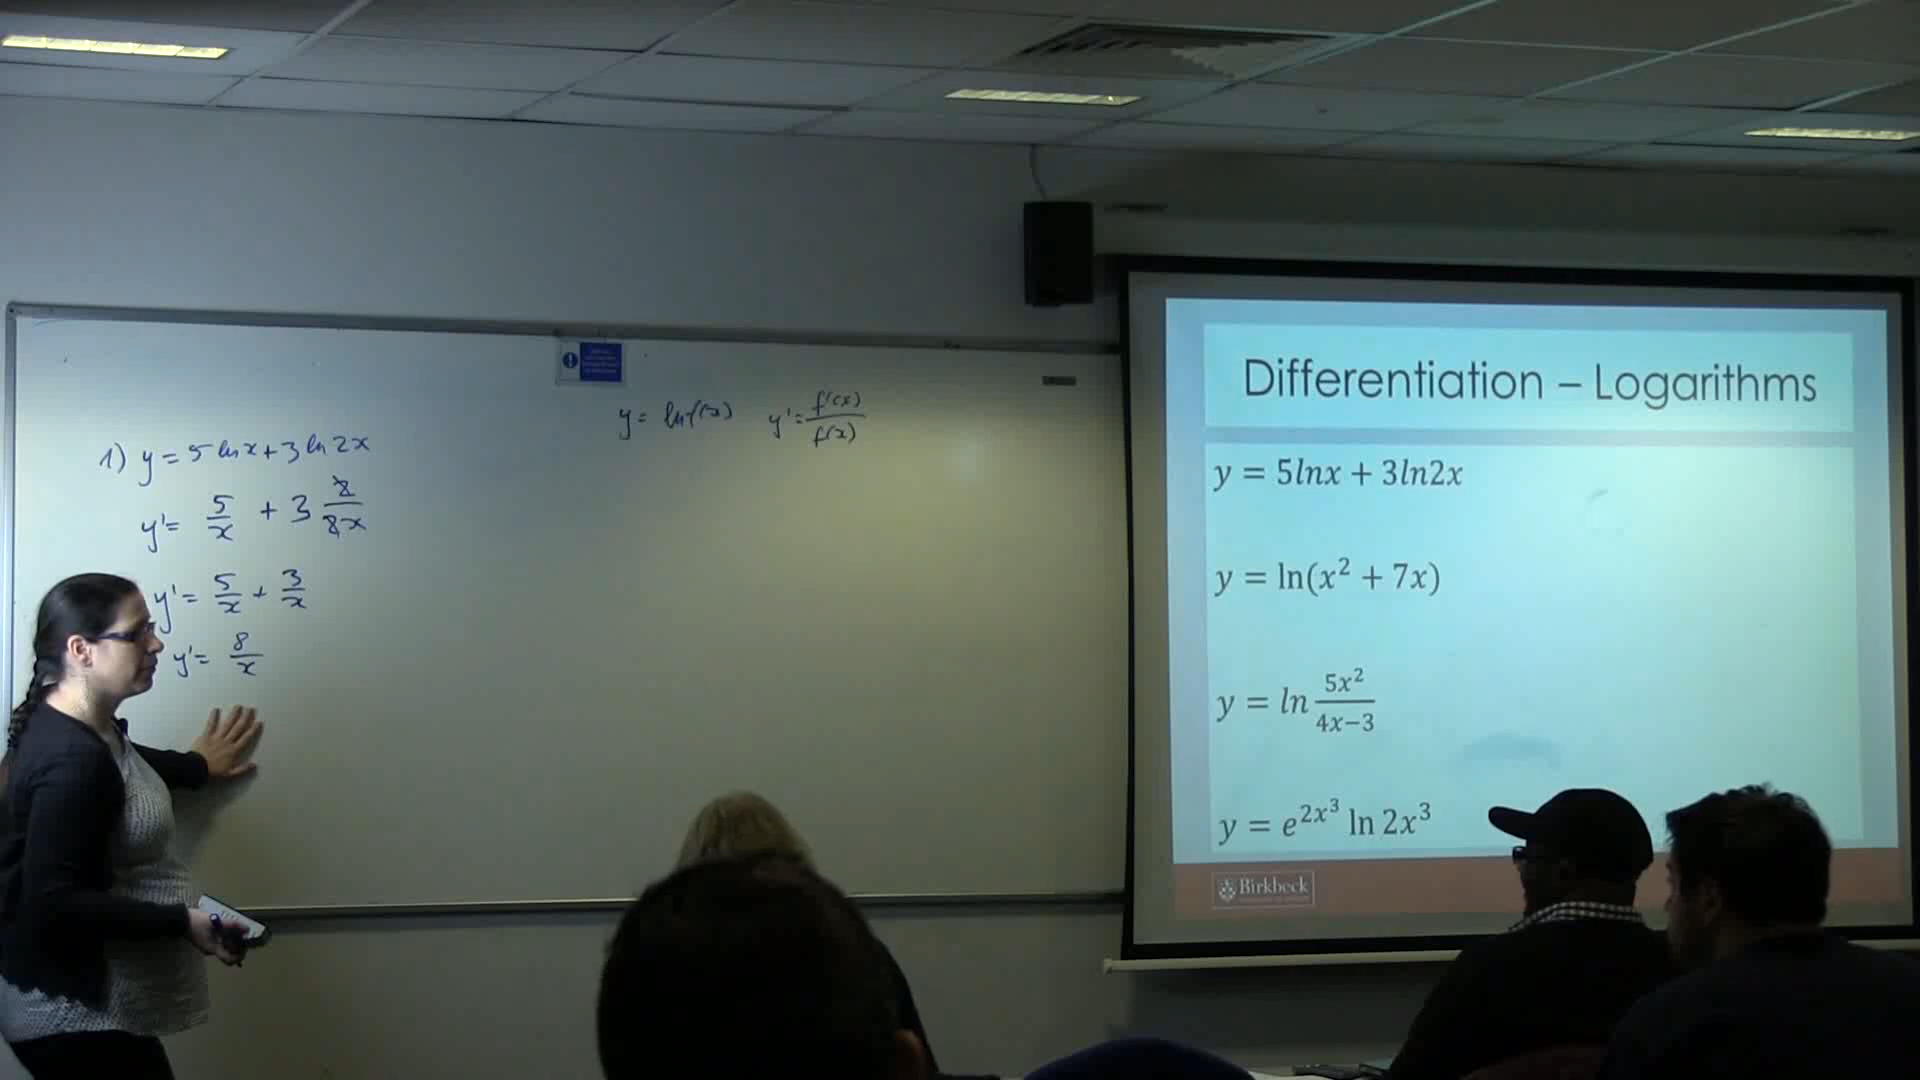 y = ln f(x) y' = f'(x)/f(x)
1) y = 5 ln x + 3 ln 2x
y' = 5/x + 3 2/2x
y' = 5/x + 3/x
y' = 8/x
Differentiation – Logarithms
y = 5lnx + 3ln2x
y = ln(x² + 7x)
y = ln 5x²/4x−3
y = e^2x³ ln 2x³
Birkbeck